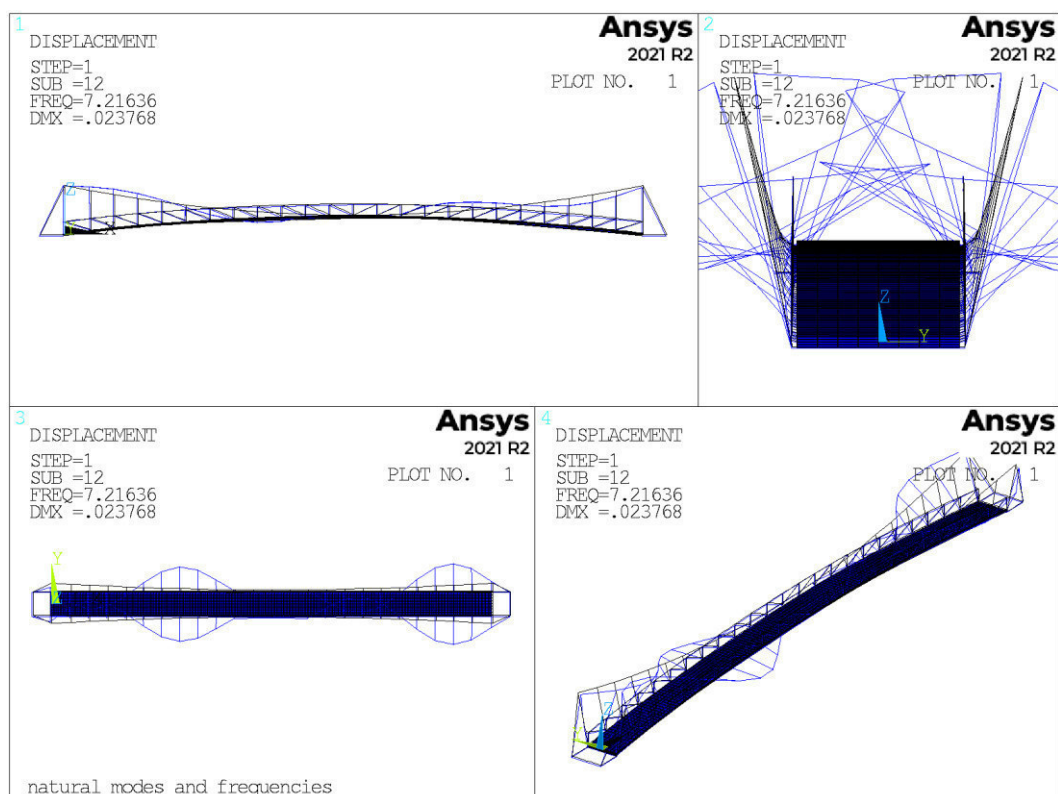 1
DISPLACEMENT
STEP=1
SUB =12
FREQ=7.21636
DMX =.023768
Ansys
2021 R2
PLOT NO. 1
Z
X
2
DISPLACEMENT
STEP=1
SUB =12
FREQ=7.21636
DMX =.023768
Ansys
2021 R2
PLOT NO. 1
Z
Y
3
DISPLACEMENT
STEP=1
SUB =12
FREQ=7.21636
DMX =.023768
Ansys
2021 R2
PLOT NO. 1
Y
natural modes and frequencies
4
DISPLACEMENT
STEP=1
SUB =12
FREQ=7.21636
DMX =.023768
Ansys
2021 R2
PLOT NO. 1
Z
Y